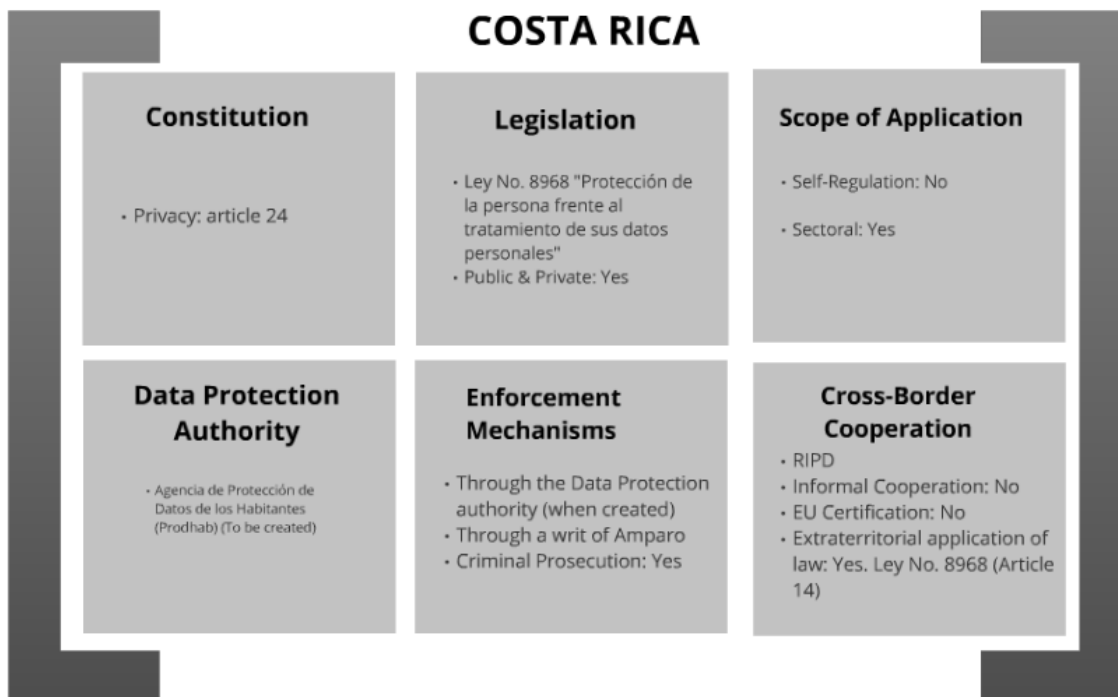 COSTA RICA
Constitution
• Privacy: article 24
Legislation
• Ley No. 8968 "Protección de
la persona frente al
tratamiento de sus datos
personales"
• Public & Private: Yes
Scope of Application
• Self-Regulation: No
• Sectoral: Yes
Data Protection
Authority
• Agencia de Protección de
Datos de los Habitantes
(Prodhab) (To be created)
Enforcement
Mechanisms
• Through the Data Protection
authority (when created)
• Through a writ of Amparo
• Criminal Prosecution: Yes
Cross-Border
Cooperation
• RIPD
• Informal Cooperation: No
• EU Certification: No
• Extraterritorial application of
law: Yes. Ley No. 8968 (Article
14)